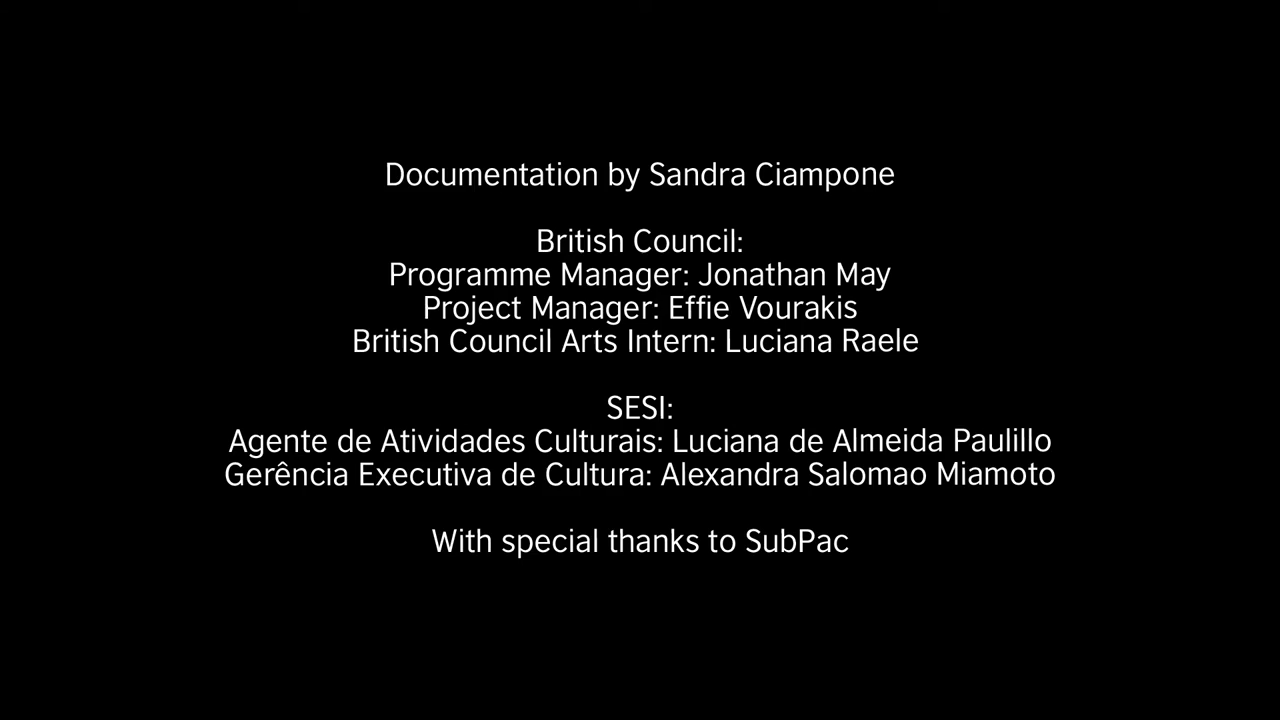 Documentation by Sandra Ciampone
British Council:
Programme Manager: Jonathan May
Project Manager: Effie Vourakis
British Council Arts Intern: Luciana Raele
SESI:
Agente de Atividades Culturais: Luciana de Almeida Paulillo
Gerência Executiva de Cultura: Alexandra Salomao Miamoto
With special thanks to SubPac